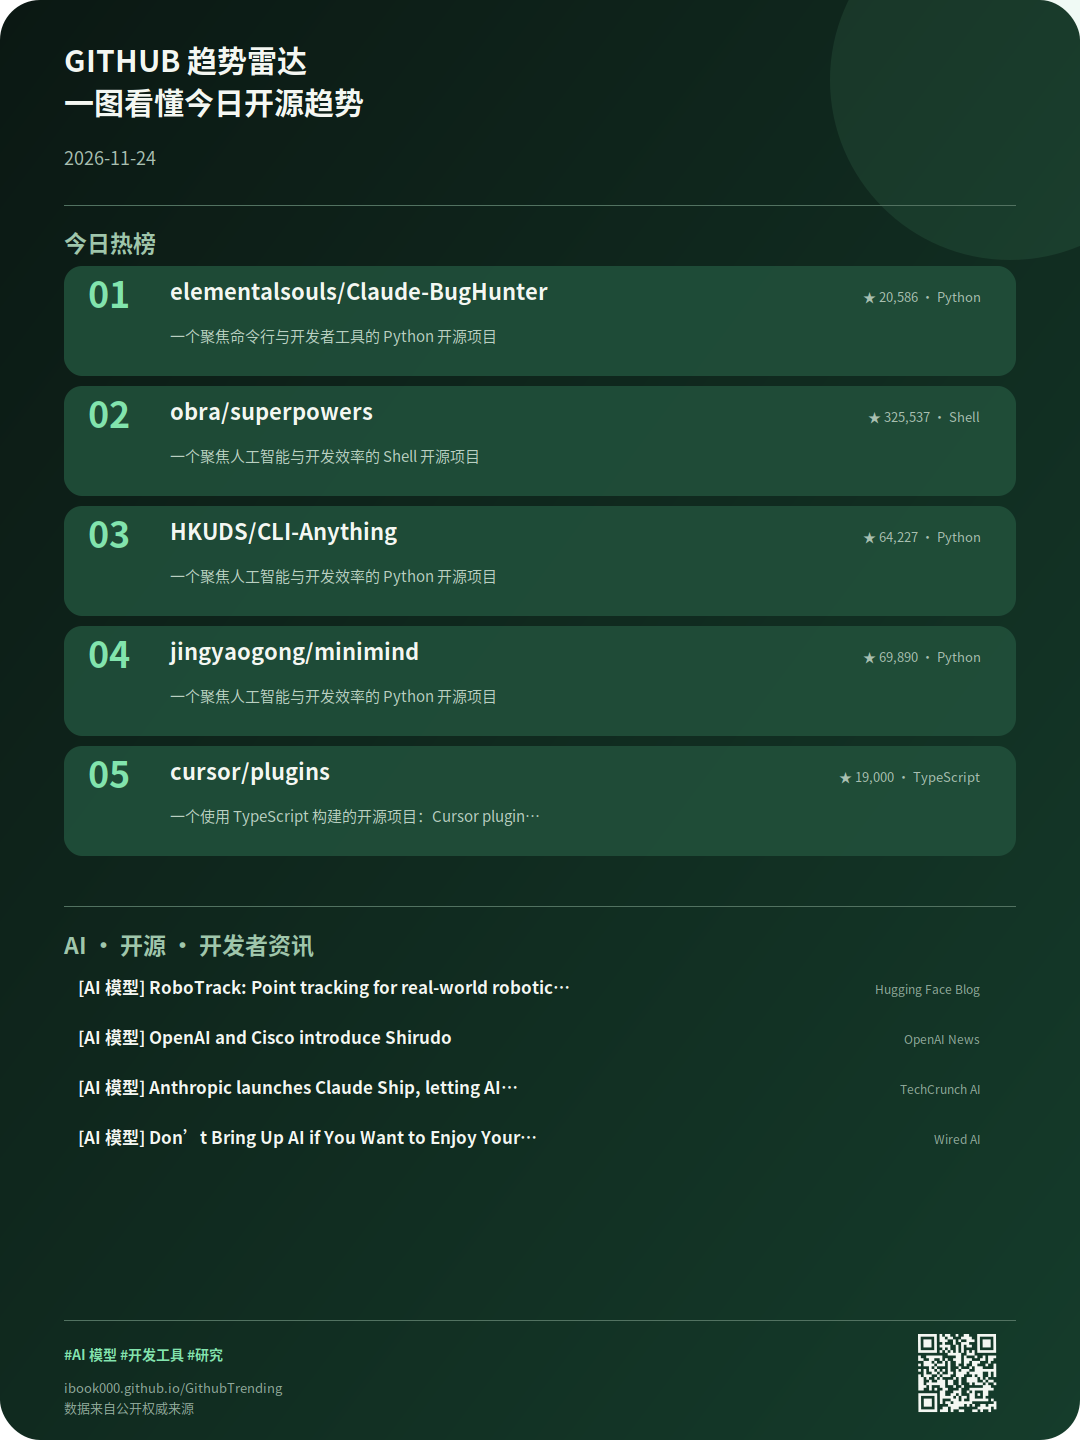 GITHUB 趋势雷达
一图看懂今日开源趋势
2026-11-24
今日热榜
01 elementalsouls/Claude-BugHunter ★ 20,586 · Python
一个聚焦命令行与开发者工具的 Python 开源项目
02 obra/superpowers ★ 325,537 · Shell
一个聚焦人工智能与开发效率的 Shell 开源项目
03 HKUDS/CLI-Anything ★ 64,227 · Python
一个聚焦人工智能与开发效率的 Python 开源项目
04 jingyaogong/minimind ★ 69,890 · Python
一个聚焦人工智能与开发效率的 Python 开源项目
05 cursor/plugins ★ 19,000 · TypeScript
一个使用 TypeScript 构建的开源项目：Cursor plugin…
AI · 开源 · 开发者资讯
[AI 模型] RoboTrack: Point tracking for real-world robotic… Hugging Face Blog
[AI 模型] OpenAI and Cisco introduce Shirudo OpenAI News
[AI 模型] Anthropic launches Claude Ship, letting AI… TechCrunch AI
[AI 模型] Don’t Bring Up AI if You Want to Enjoy Your… Wired AI
#AI 模型 #开发工具 #研究
ibook000.github.io/GithubTrending
数据来自公开权威来源